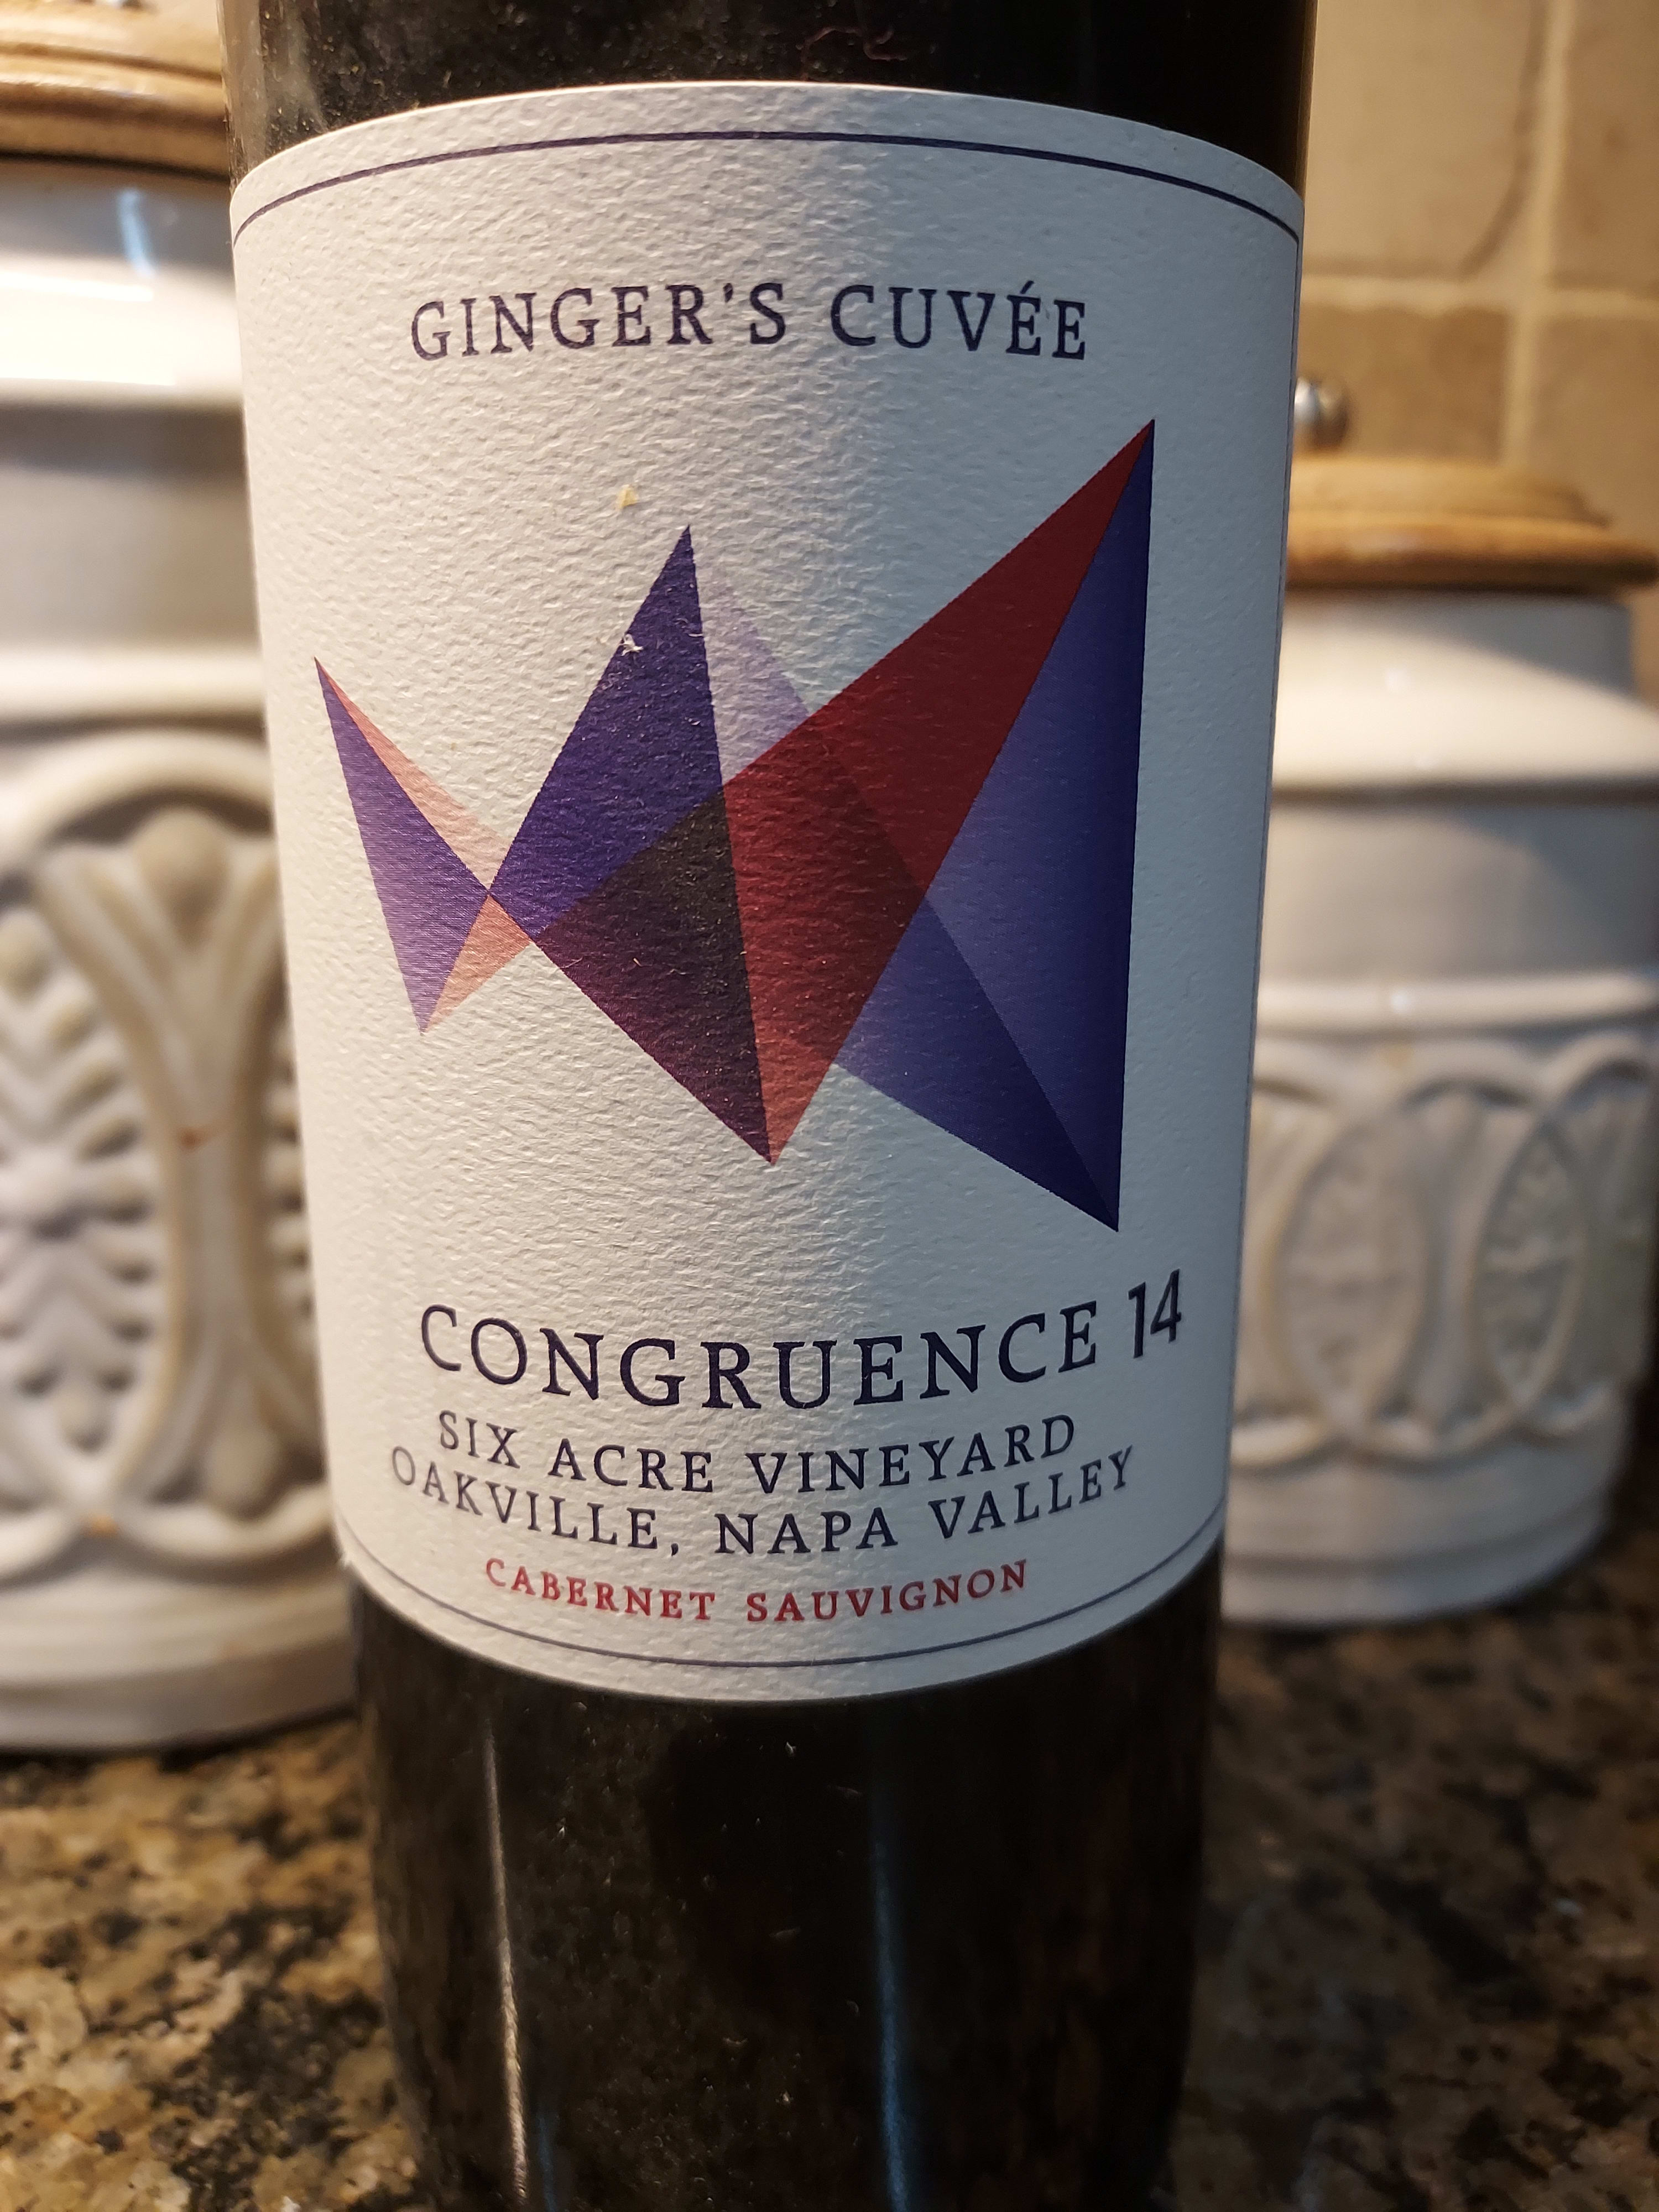 GINGER'S CUVÉE
CONGRUENCE 14
SIX ACRE VINEYARD
OAKVILLE, NAPA VALLEY
CABERNET SAUVIGNON